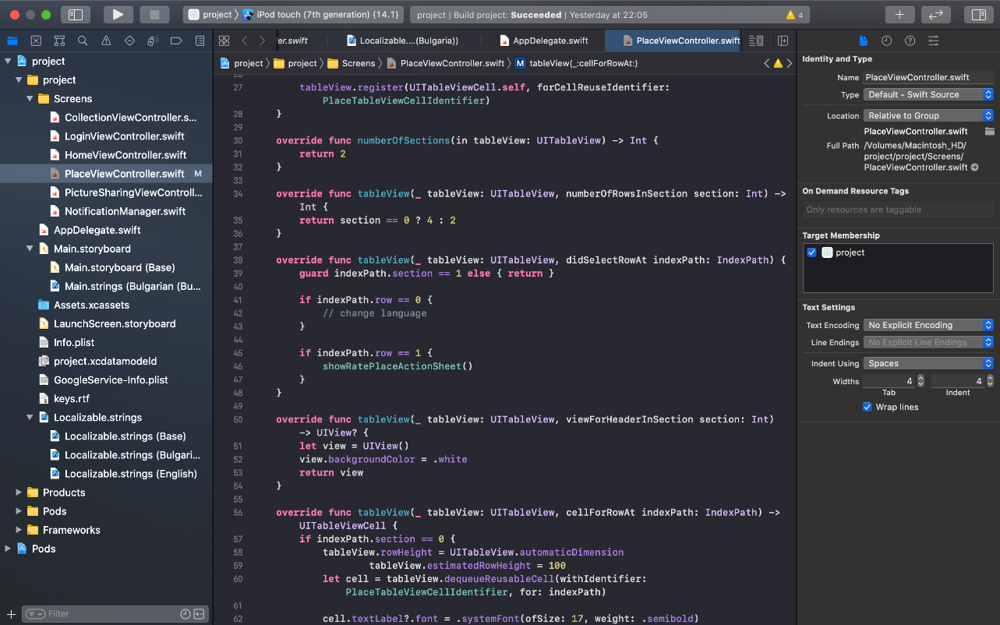 project
iPod touch (7th generation) (14.1)
project | Build project: Succeeded | Yesterday at 22:05
4
er.swift
Localizable....(Bulgaria))
AppDelegate.swift
PlaceViewController.swift
project
project
Screens
PlaceViewController.swift
M
tableView(_:cellForRowAt:)
project
project
Screens
CollectionViewController.s...
LoginViewController.swift
HomeViewController.swift
PlaceViewController.swift M
PictureSharingViewControll...
NotificationManager.swift
AppDelegate.swift
Main.storyboard
Main.storyboard (Base)
Main.strings (Bulgarian (Bu...
Assets.xcassets
LaunchScreen.storyboard
Info.plist
project.xcdatamodeld
GoogleService-Info.plist
keys.rtf
Localizable.strings
Localizable.strings (Base)
Localizable.strings (Bulgari...
Localizable.strings (English)
Products
Pods
Frameworks
Pods
Filter
27 tableView.register(UITableViewCell.self, forCellReuseIdentifier:
PlaceTableViewCellIdentifier)
28 }
29
30 override func numberOfSections(in tableView: UITableView) -> Int {
31 return 2
32 }
33
34 override func tableView(_ tableView: UITableView, numberOfRowsInSection section: Int) ->
Int {
35 return section == 0 ? 4 : 2
36 }
37
38 override func tableView(_ tableView: UITableView, didSelectRowAt indexPath: IndexPath) {
39 guard indexPath.section == 1 else { return }
40
41 if indexPath.row == 0 {
42 // change language
43 }
44
45 if indexPath.row == 1 {
46 showRatePlaceActionSheet()
47 }
48 }
49
50 override func tableView(_ tableView: UITableView, viewForHeaderInSection section: Int)
-> UIView? {
51 let view = UIView()
52 view.backgroundColor = .white
53 return view
54 }
55
56 override func tableView(_ tableView: UITableView, cellForRowAt indexPath: IndexPath) ->
UITableViewCell {
57 if indexPath.section == 0 {
58 tableView.rowHeight = UITableView.automaticDimension
59 tableView.estimatedRowHeight = 100
60 let cell = tableView.dequeueReusableCell(withIdentifier:
PlaceTableViewCellIdentifier, for: indexPath)
61
62 cell.textLabel?.font = .systemFont(ofSize: 17, weight: .semibold)
Identity and Type
Name PlaceViewController.swift
Type Default - Swift Source
Location Relative to Group
PlaceViewController.swift
Full Path /Volumes/Macintosh_HD/
project/project/Screens/
PlaceViewController.swift
On Demand Resource Tags
Only resources are taggable
Target Membership
project
Text Settings
Text Encoding No Explicit Encoding
Line Endings No Explicit Line Endings
Indent Using Spaces
Widths 4 4
Tab Indent
Wrap lines